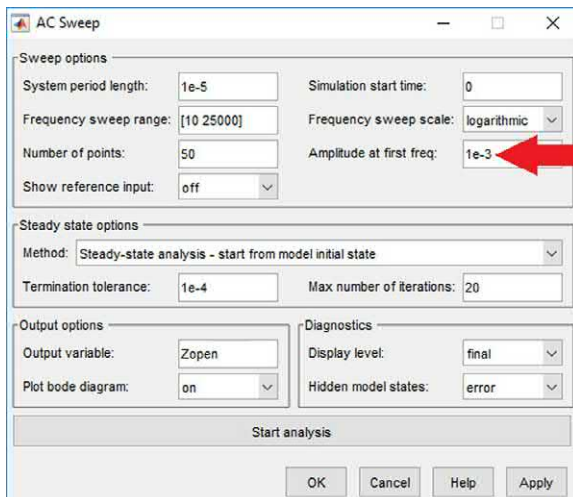 AC Sweep
Sweep options
System period length: 1e-5 Simulation start time: 0
Frequency sweep range: [10 25000] Frequency sweep scale: logarithmic
Number of points: 50 Amplitude at first freq: 1e-3
Show reference input: off
Steady state options
Method: Steady-state analysis - start from model initial state
Termination tolerance: 1e-4 Max number of iterations: 20
Output options Diagnostics
Output variable: Zopen Display level: final
Plot bode diagram: on Hidden model states: error
Start analysis
OK Cancel Help Apply